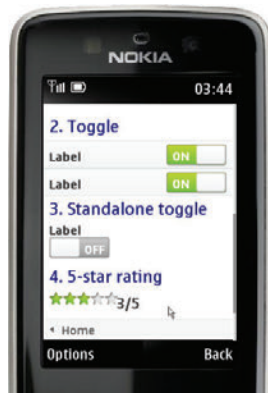 NOKIA
03:44
2. Toggle
Label ON
Label ON
3. Standalone toggle
Label
OFF
4. 5-star rating
3/5
Home
Options Back